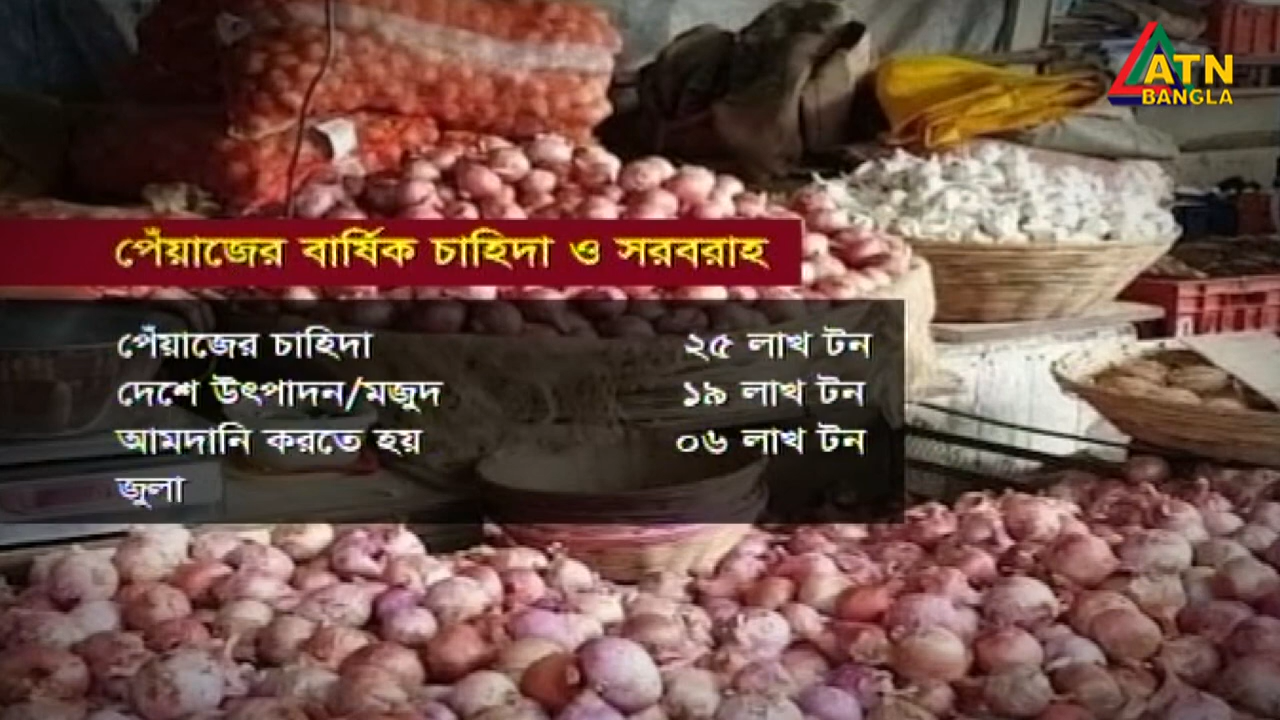 ATN
BANGLA
পেঁয়াজের বার্ষিক চাহিদা ও সরবরাহ
পেঁয়াজের চাহিদা ২৫ লাখ টন
দেশে উৎপাদন/মজুদ ১৯ লাখ টন
আমদানি করতে হয় ০৬ লাখ টন
জুলা